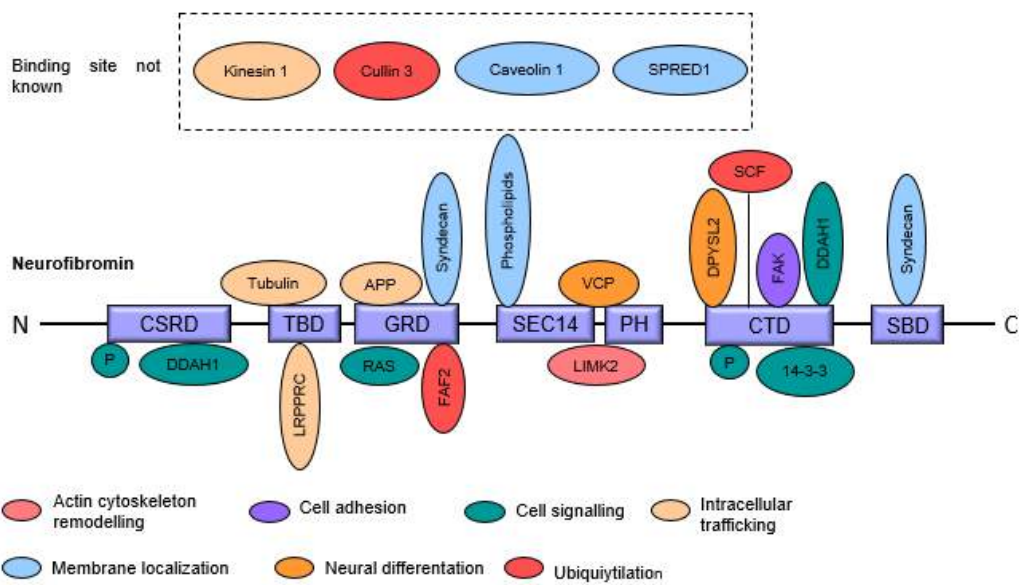 Binding site not
known
Kinesin 1
Cullin 3
Caveolin 1
SPRED1
Neurofibromin
Tubulin
APP
Syndecan
Phospholipids
VCP
DPYSL2
SCF
FAK
DDAH1
Syndecan
N
CSRD
TBD
GRD
SEC14
PH
CTD
SBD
C
P
DDAH1
LRPPRC
RAS
FAF2
LIMK2
P
14-3-3
Actin cytoskeleton
remodelling
Cell adhesion
Cell signalling
Intracellular
trafficking
Membrane localization
Neural differentation
Ubiquiytilation